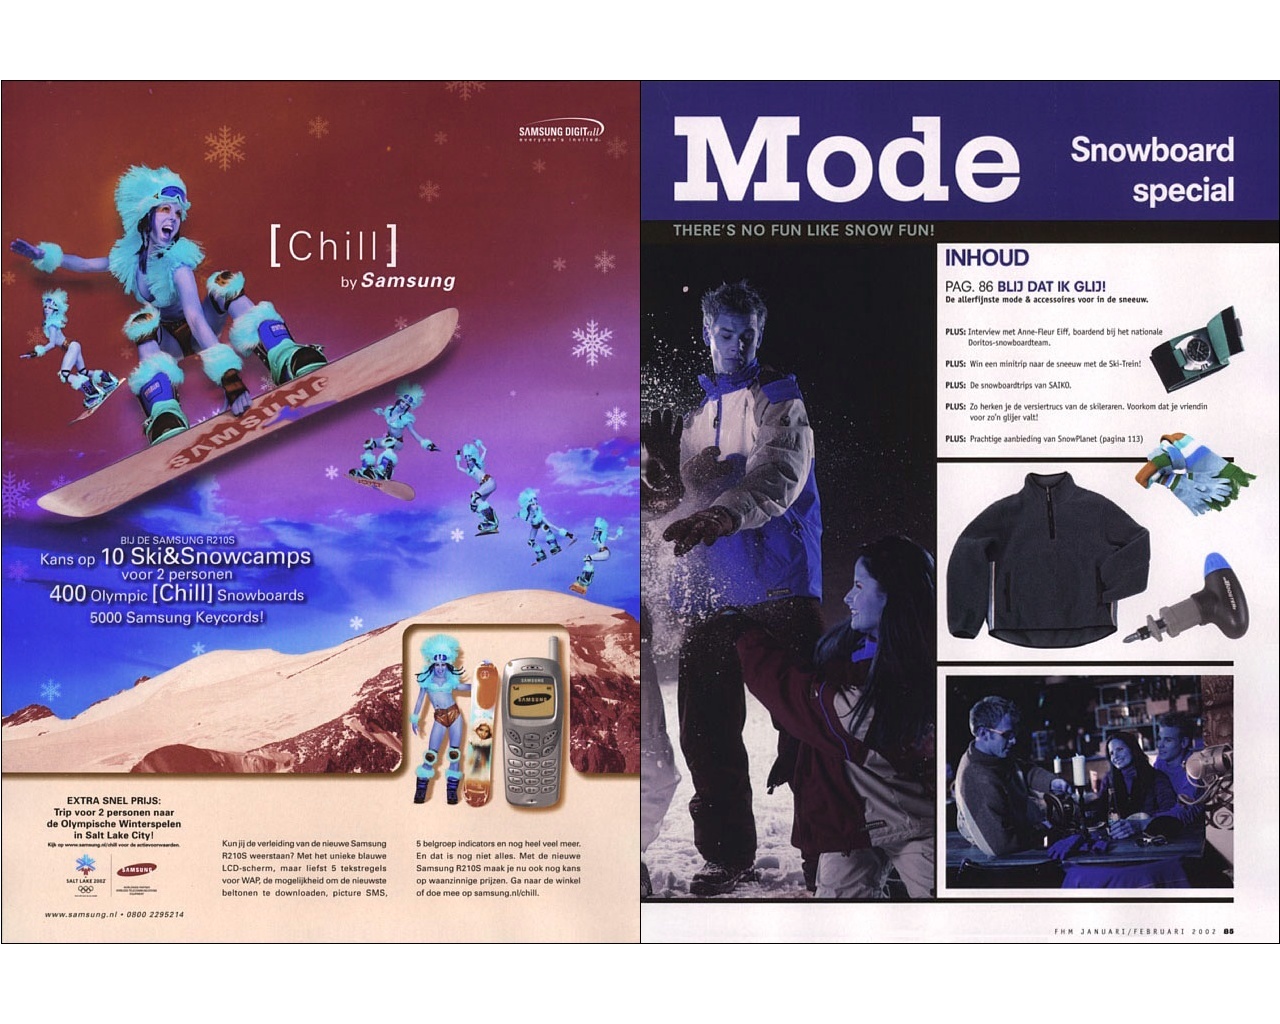 SAMSUNG DIGITall
everyone's invited.
[Chill]
by Samsung
SAMSUNG
BIJ DE SAMSUNG R210S
Kans op 10 Ski&Snowcamps
voor 2 personen
400 Olympic [Chill] Snowboards
5000 Samsung Keycords!
SAMSUNG
SAMSUNG
EXTRA SNEL PRIJS:
Trip voor 2 personen naar
de Olympische Winterspelen
in Salt Lake City!
Kijk op www.samsung.nl/chill voor de actievoorwaarden.
SALT LAKE 2002
SAMSUNG
www.samsung.nl • 0800 2295214
Kun jij de verleiding van de nieuwe Samsung
R210S weerstaan? Met het unieke blauwe
LCD-scherm, maar liefst 5 tekstregels
voor WAP, de mogelijkheid om de nieuwste
beltonen te downloaden, picture SMS,
5 belgroep indicators en nog heel veel meer.
En dat is nog niet alles. Met de nieuwe
Samsung R210S maak je nu ook nog kans
op waanzinnige prijzen. Ga naar de winkel
of doe mee op samsung.nl/chill.
Mode
Snowboard
special
THERE'S NO FUN LIKE SNOW FUN!
INHOUD
PAG. 86 BLIJ DAT IK GLIJ!
De allerfijnste mode & accessoires voor in de sneeuw.
PLUS: Interview met Anne-Fleur Eiff, boardend bij het nationale
Doritos-snowboardteam.
PLUS: Win een minitrip naar de sneeuw met de Ski-Trein!
PLUS: De snowboardtrips van SAIKO.
PLUS: Zo herken je de versiertrucs van de skileraren. Voorkom dat je vriendin
voor zo'n glijer valt!
PLUS: Prachtige aanbieding van SnowPlanet (pagina 113)
FHM JANUARI/FEBRUARI 2002 85